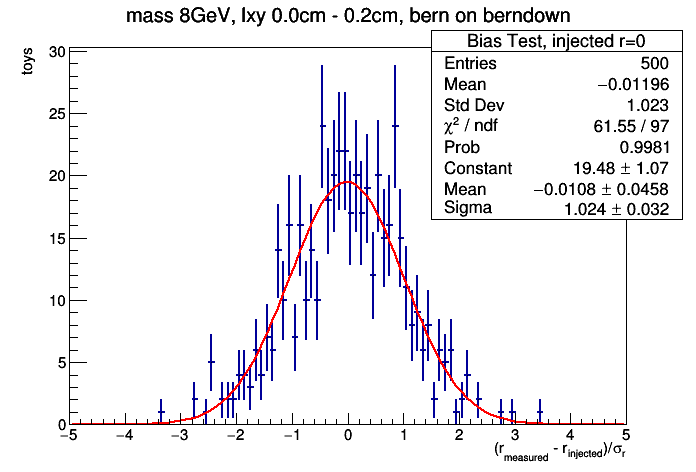 mass 8GeV, lxy 0.0cm - 0.2cm, bern on berndown
toys
Bias Test, injected r=0
Entries 500
Mean −0.01196
Std Dev 1.023
χ² / ndf 61.55 / 97
Prob 0.9981
Constant 19.48 ± 1.07
Mean −0.0108 ± 0.0458
Sigma 1.024 ± 0.032
30
25
20
15
10
5
0
−5 −4 −3 −2 −1 0 1 2 3 4 5
(r_measured - r_injected)/σ_r